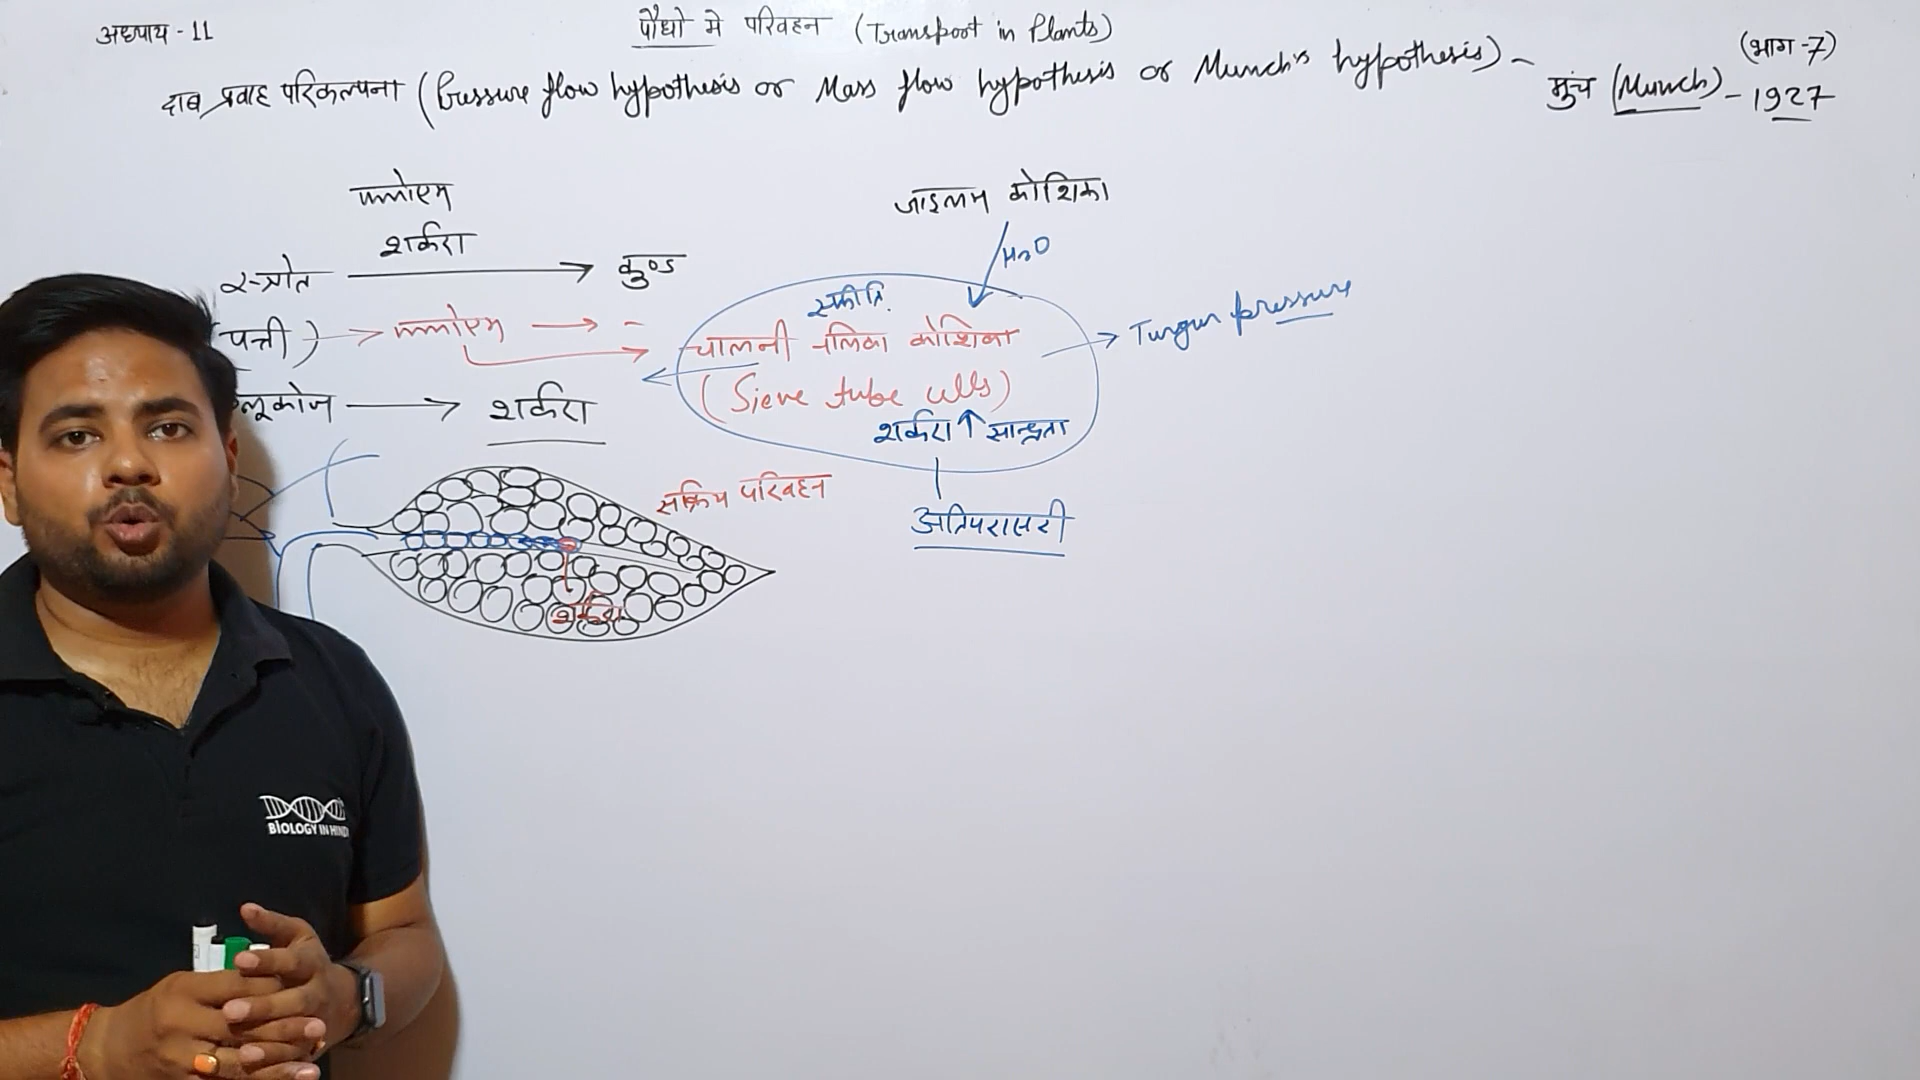 अध्याय - 11
पौधो मे परिवहन (Transport in Plants)
(भाग -7)
दाब प्रवाह परिकल्पना (Pressure flow hypothesis or Mass flow hypothesis or Munch's hypothesis) - मुंच (Munch) - 1927
फ्लोएम
शर्करा
स्त्रोत → कुण्ड
(पत्ती) → फ्लोएम → -
ग्लूकोज → शर्करा
जाइलम कोशिका
H2O
स्फीति.
चालनी नलिका कोशिका
(Sieve tube cells)
शर्करा ↑ सान्द्रता
→ Turgur pressure
सक्रिय परिवहन
अतिपरासरी
शर्करा
BIOLOGY IN HINDI